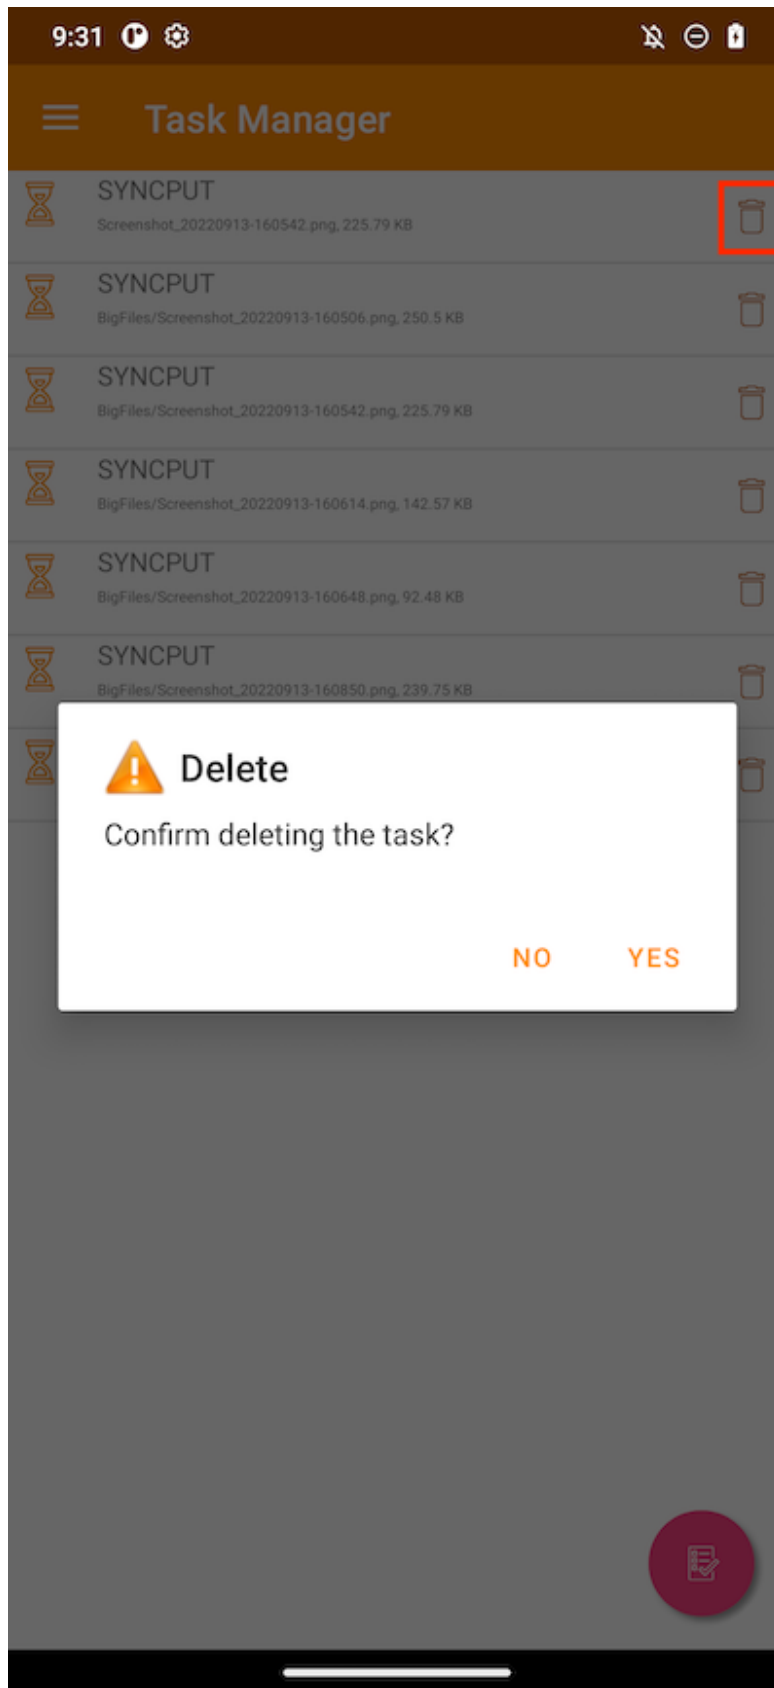 9:31
Task Manager
SYNCPUT
Screenshot_20220913-160542.png, 225.79 KB
SYNCPUT
BigFiles/Screenshot_20220913-160506.png, 250.5 KB
SYNCPUT
BigFiles/Screenshot_20220913-160542.png, 225.79 KB
SYNCPUT
BigFiles/Screenshot_20220913-160614.png, 142.57 KB
SYNCPUT
BigFiles/Screenshot_20220913-160648.png, 92.48 KB
SYNCPUT
BigFiles/Screenshot_20220913-160850.png, 239.75 KB
Delete
Confirm deleting the task?
NO YES